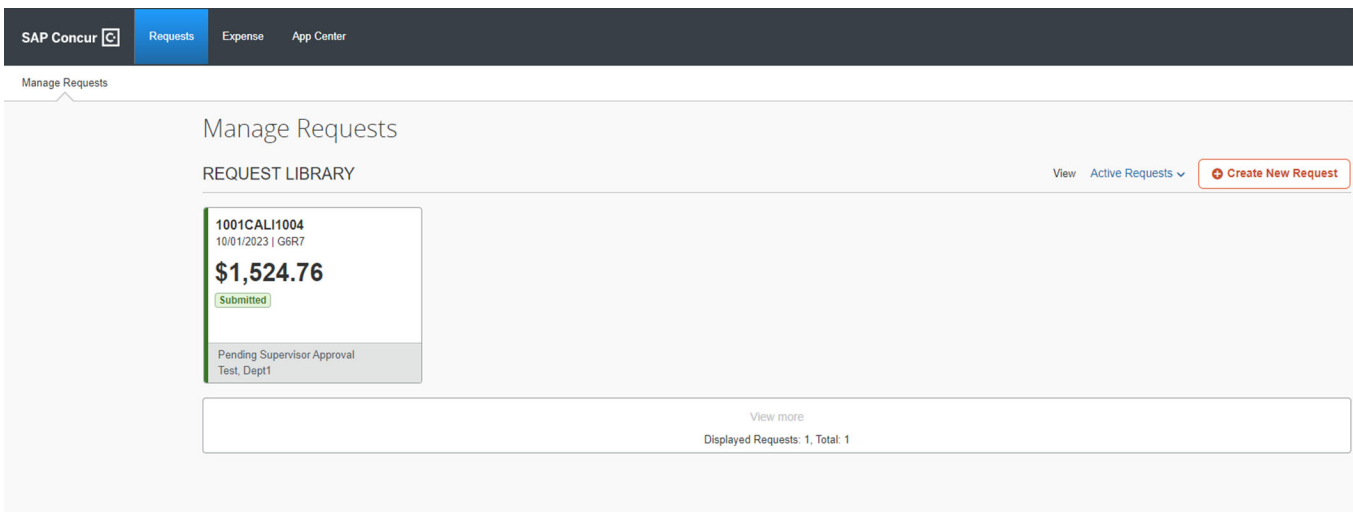 SAP Concur C Requests Expense App Center
Manage Requests
Manage Requests
REQUEST LIBRARY
View Active Requests Create New Request
1001CALI1004
10/01/2023 | G6R7
$1,524.76
Submitted
Pending Supervisor Approval
Test, Dept1
View more
Displayed Requests: 1, Total: 1